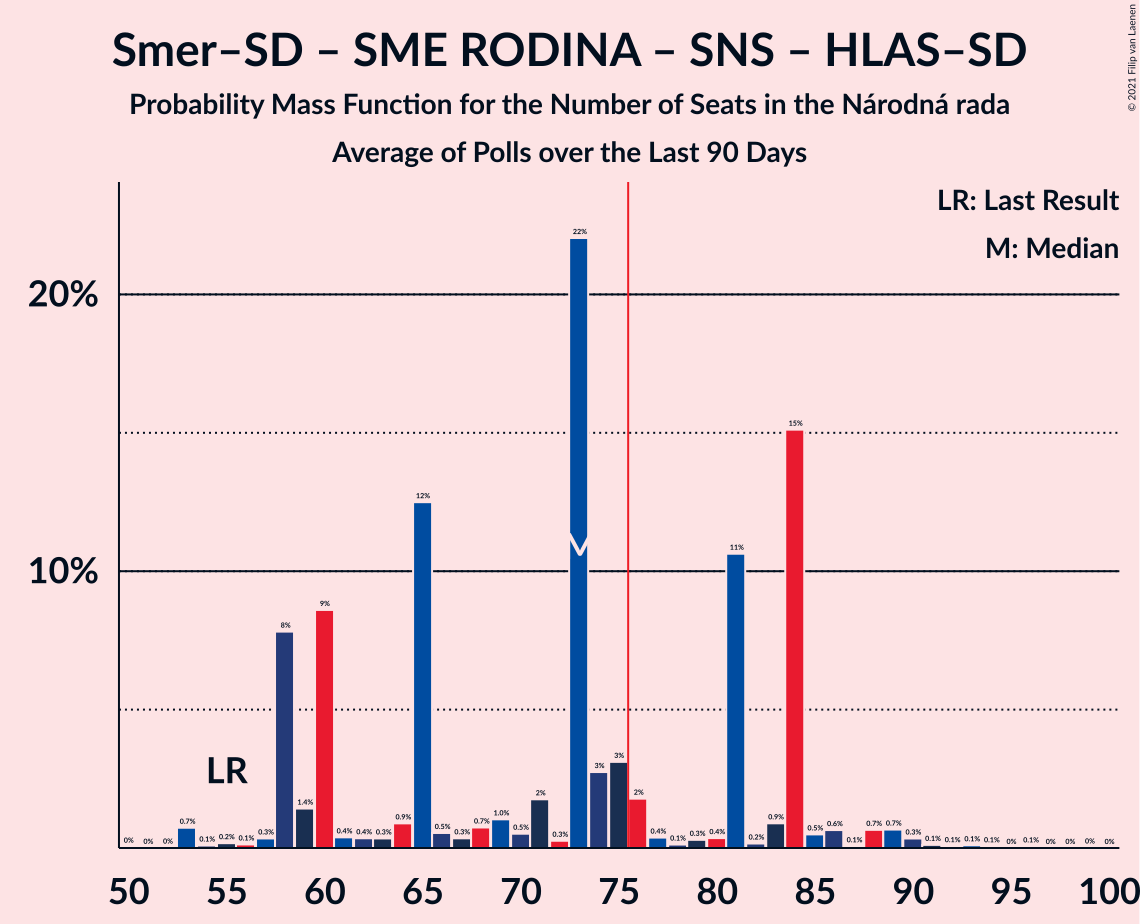 Smer–SD – SME RODINA – SNS – HLAS–SD
Probability Mass Function for the Number of Seats in the Národná rada
Average of Polls over the Last 90 Days
© 2021 Filip van Laenen
LR: Last Result
M: Median
20%
10%
LR
M
0% 0% 0% 0.7% 0.1% 0.2% 0.1% 0.3% 8% 1.4% 9% 0.4% 0.4% 0.3% 0.9% 12% 0.5% 0.3% 0.7% 1.0% 0.5% 2% 0.3% 22% 3% 3% 2% 0.4% 0.1% 0.3% 0.4% 11% 0.2% 0.9% 15% 0.5% 0.6% 0.1% 0.7% 0.7% 0.3% 0.1% 0.1% 0.1% 0.1% 0% 0.1% 0% 0% 0% 0%
50 55 60 65 70 75 80 85 90 95 100